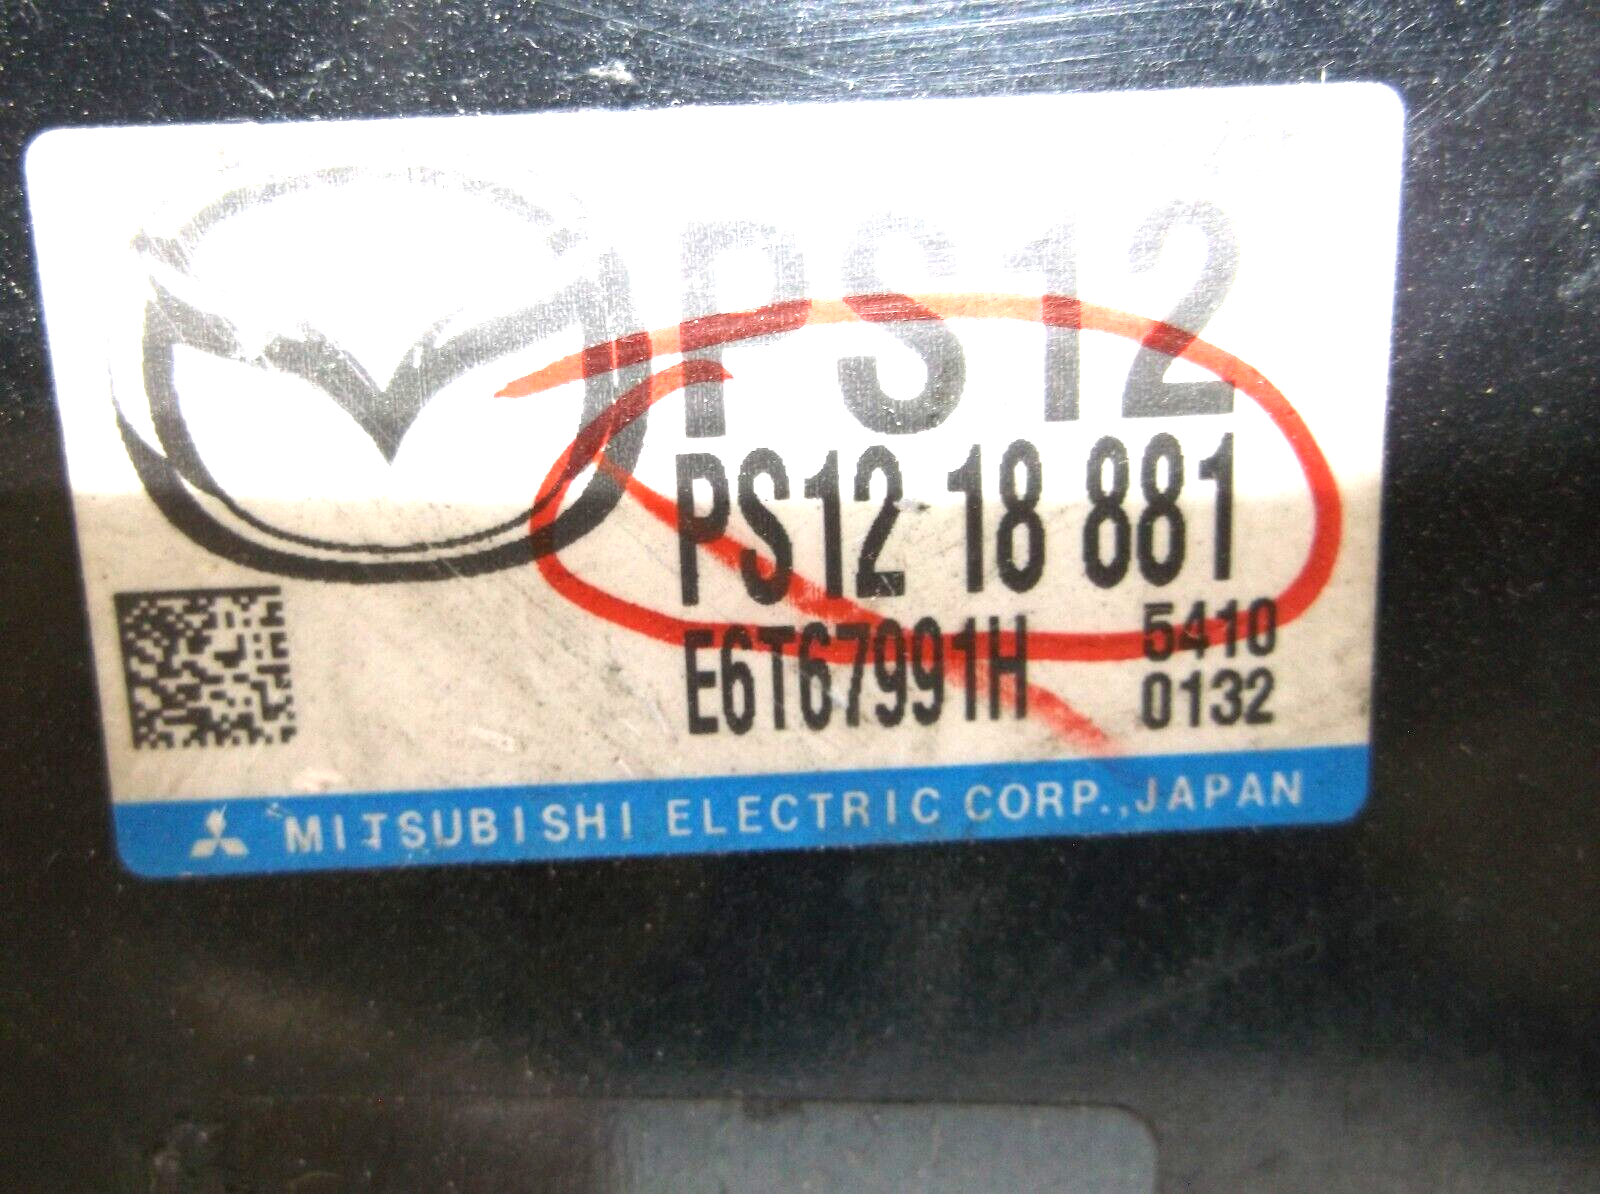 PS12
PS12 18 881
E6T67991H 5410
0132
MITSUBISHI ELECTRIC CORP.,JAPAN